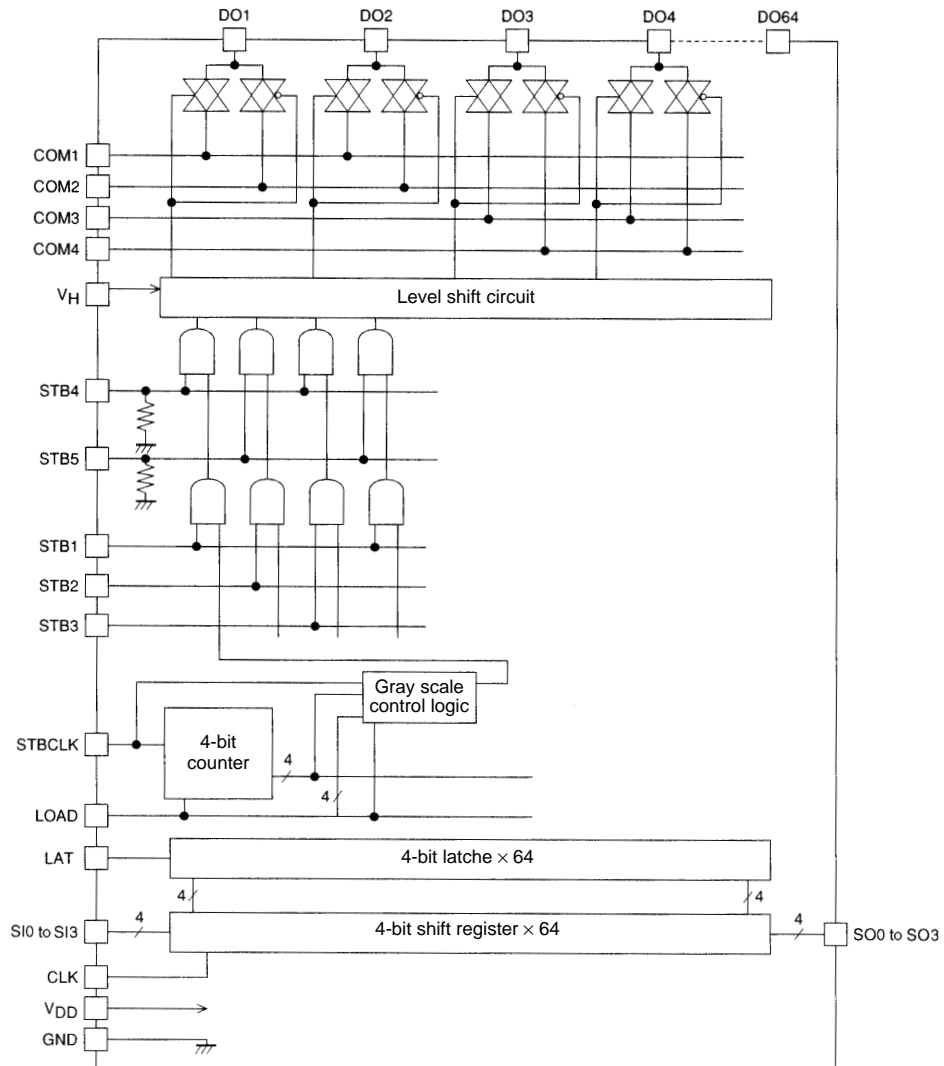 DO1 DO2 DO3 DO4 DO64
COM1
COM2
COM3
COM4
VH
Level shift circuit
STB4
STB5
STB1
STB2
STB3
Gray scale
control logic
STBCLK
4-bit
counter
4
4
LOAD
LAT
4-bit latche × 64
4
4
SI0 to SI3
4
4-bit shift register × 64
4
SO0 to SO3
CLK
VDD
GND